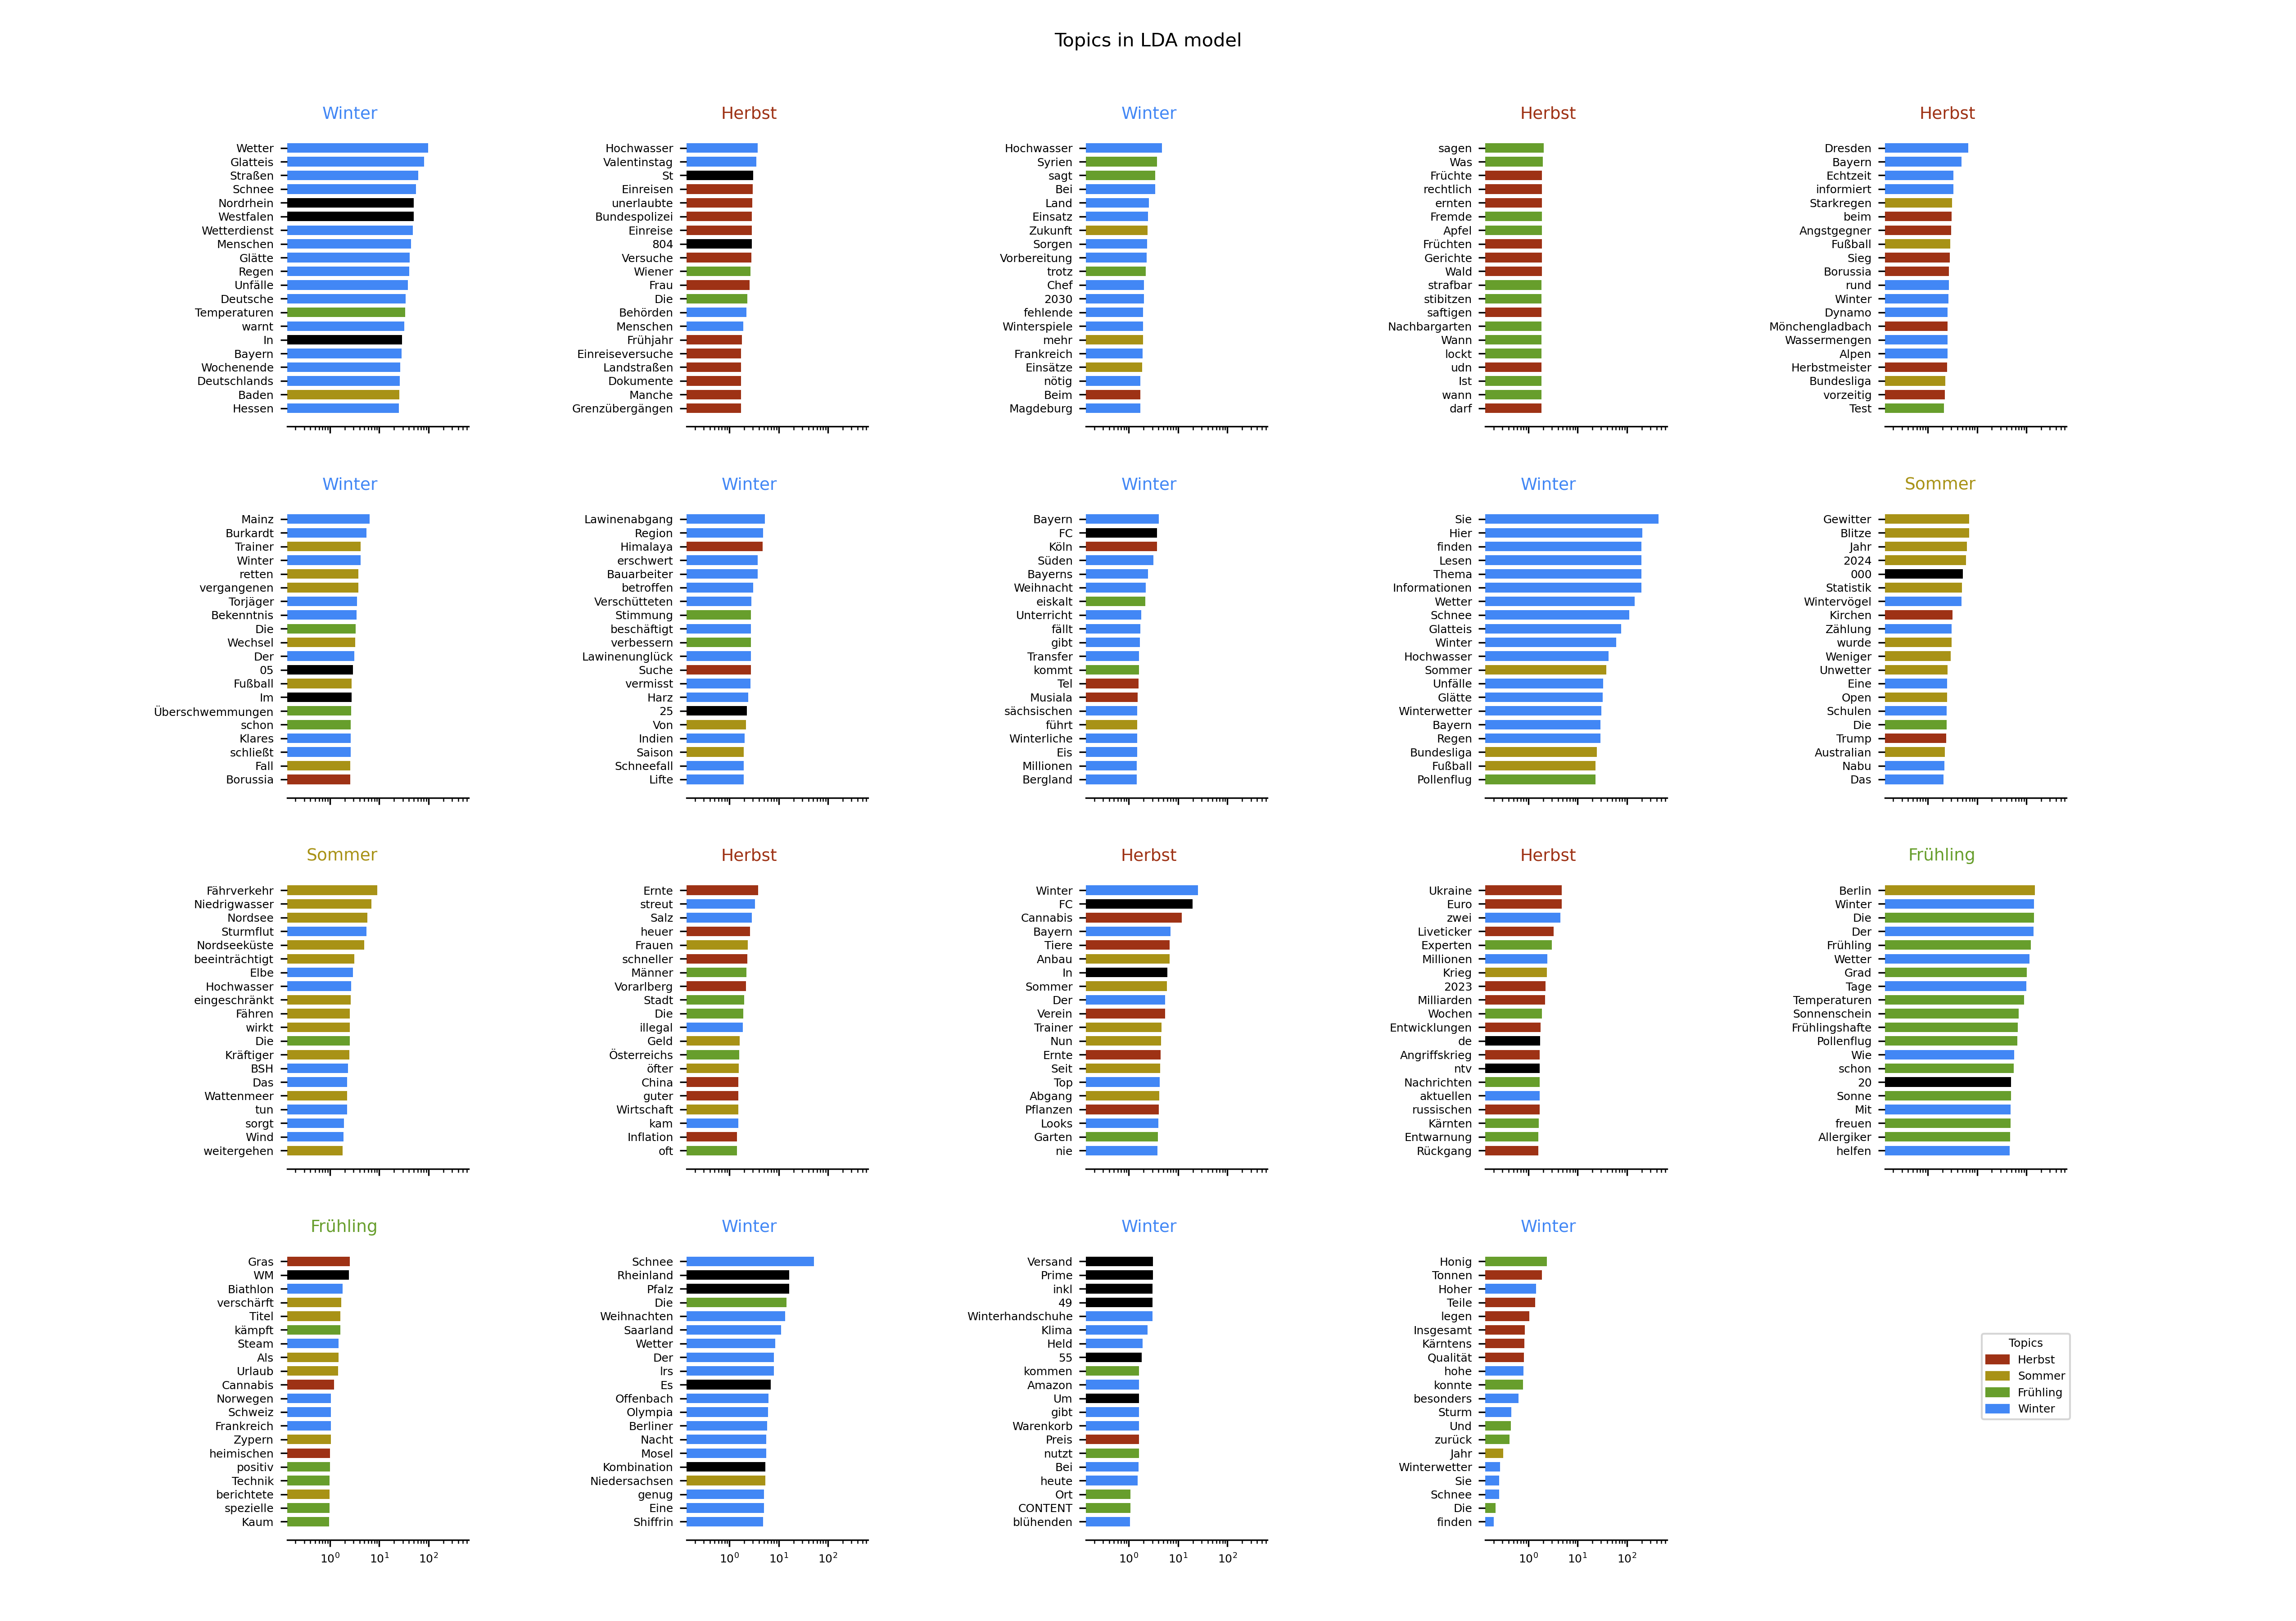 Topics in LDA model
Winter
Wetter
Glatteis
Straßen
Schnee
Nordrhein
Westfalen
Wetterdienst
Menschen
Glätte
Regen
Unfälle
Deutsche
Temperaturen
warnt
In
Bayern
Wochenende
Deutschlands
Baden
Hessen
Herbst
Hochwasser
Valentinstag
St
Einreisen
unerlaubte
Bundespolizei
Einreise
804
Versuche
Wiener
Frau
Die
Behörden
Menschen
Frühjahr
Einreiseversuche
Landstraßen
Dokumente
Manche
Grenzübergängen
Winter
Hochwasser
Syrien
sagt
Bei
Land
Einsatz
Zukunft
Sorgen
Vorbereitung
trotz
Chef
2030
fehlende
Winterspiele
mehr
Frankreich
Einsätze
nötig
Beim
Magdeburg
Herbst
sagen
Was
Früchte
rechtlich
ernten
Fremde
Apfel
Früchten
Gerichte
Wald
strafbar
stibitzen
saftigen
Nachbargarten
Wann
lockt
udn
Ist
wann
darf
Herbst
Dresden
Bayern
Echtzeit
informiert
Starkregen
beim
Angstgegner
Fußball
Sieg
Borussia
rund
Winter
Dynamo
Mönchengladbach
Wassermengen
Alpen
Herbstmeister
Bundesliga
vorzeitig
Test
Winter
Mainz
Burkardt
Trainer
Winter
retten
vergangenen
Torjäger
Bekenntnis
Die
Wechsel
Der
05
Fußball
Im
Überschwemmungen
schon
Klares
schließt
Fall
Borussia
Winter
Lawinenabgang
Region
Himalaya
erschwert
Bauarbeiter
betroffen
Verschütteten
Stimmung
beschäftigt
verbessern
Lawinenunglück
Suche
vermisst
Harz
25
Von
Indien
Saison
Schneefall
Lifte
Winter
Bayern
FC
Köln
Süden
Bayerns
Weihnacht
eiskalt
Unterricht
fällt
gibt
Transfer
kommt
Tel
Musiala
sächsischen
führt
Winterliche
Eis
Millionen
Bergland
Winter
Sie
Hier
finden
Lesen
Thema
Informationen
Wetter
Schnee
Glatteis
Winter
Hochwasser
Sommer
Unfälle
Glätte
Winterwetter
Bayern
Regen
Bundesliga
Fußball
Pollenflug
Sommer
Gewitter
Blitze
Jahr
2024
000
Statistik
Wintervögel
Kirchen
Zählung
wurde
Weniger
Unwetter
Eine
Open
Schulen
Die
Trump
Australian
Nabu
Das
Sommer
Fährverkehr
Niedrigwasser
Nordsee
Sturmflut
Nordseeküste
beeinträchtigt
Elbe
Hochwasser
eingeschränkt
Fähren
wirkt
Die
Kräftiger
BSH
Das
Wattenmeer
tun
sorgt
Wind
weitergehen
Herbst
Ernte
streut
Salz
heuer
Frauen
schneller
Männer
Vorarlberg
Stadt
Die
illegal
Geld
Österreichs
öfter
China
guter
Wirtschaft
kam
Inflation
oft
Herbst
Winter
FC
Cannabis
Bayern
Tiere
Anbau
In
Sommer
Der
Verein
Trainer
Nun
Ernte
Seit
Top
Abgang
Pflanzen
Looks
Garten
nie
Herbst
Ukraine
Euro
zwei
Liveticker
Experten
Millionen
Krieg
2023
Milliarden
Wochen
Entwicklungen
de
Angriffskrieg
ntv
Nachrichten
aktuellen
russischen
Kärnten
Entwarnung
Rückgang
Frühling
Berlin
Winter
Die
Der
Frühling
Wetter
Grad
Tage
Temperaturen
Sonnenschein
Frühlingshafte
Pollenflug
Wie
schon
20
Sonne
Mit
freuen
Allergiker
helfen
Frühling
Gras
WM
Biathlon
verschärft
Titel
kämpft
Steam
Als
Urlaub
Cannabis
Norwegen
Schweiz
Frankreich
Zypern
heimischen
positiv
Technik
berichtete
spezielle
Kaum
10⁰ 10¹ 10²
Winter
Schnee
Rheinland
Pfalz
Die
Weihnachten
Saarland
Wetter
Der
Irs
Es
Offenbach
Olympia
Berliner
Nacht
Mosel
Kombination
Niedersachsen
genug
Eine
Shiffrin
10⁰ 10¹ 10²
Winter
Versand
Prime
inkl
49
Winterhandschuhe
Klima
Held
55
kommen
Amazon
Um
gibt
Warenkorb
Preis
nutzt
Bei
heute
Ort
CONTENT
blühenden
10⁰ 10¹ 10²
Winter
Honig
Tonnen
Hoher
Teile
legen
Insgesamt
Kärntens
Qualität
hohe
konnte
besonders
Sturm
Und
zurück
Jahr
Winterwetter
Sie
Schnee
Die
finden
10⁰ 10¹ 10²
Topics
Herbst
Sommer
Frühling
Winter